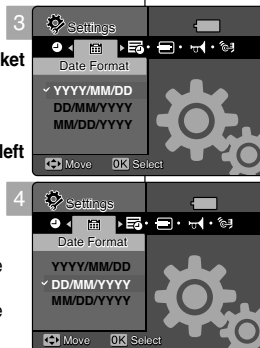 3
Settings
Date Format
YYYY/MM/DD
DD/MM/YYYY
MM/DD/YYYY
Move OK Select
ket
left
4
Settings
Date Format
YYYY/MM/DD
DD/MM/YYYY
MM/DD/YYYY
Move OK Select
e
e